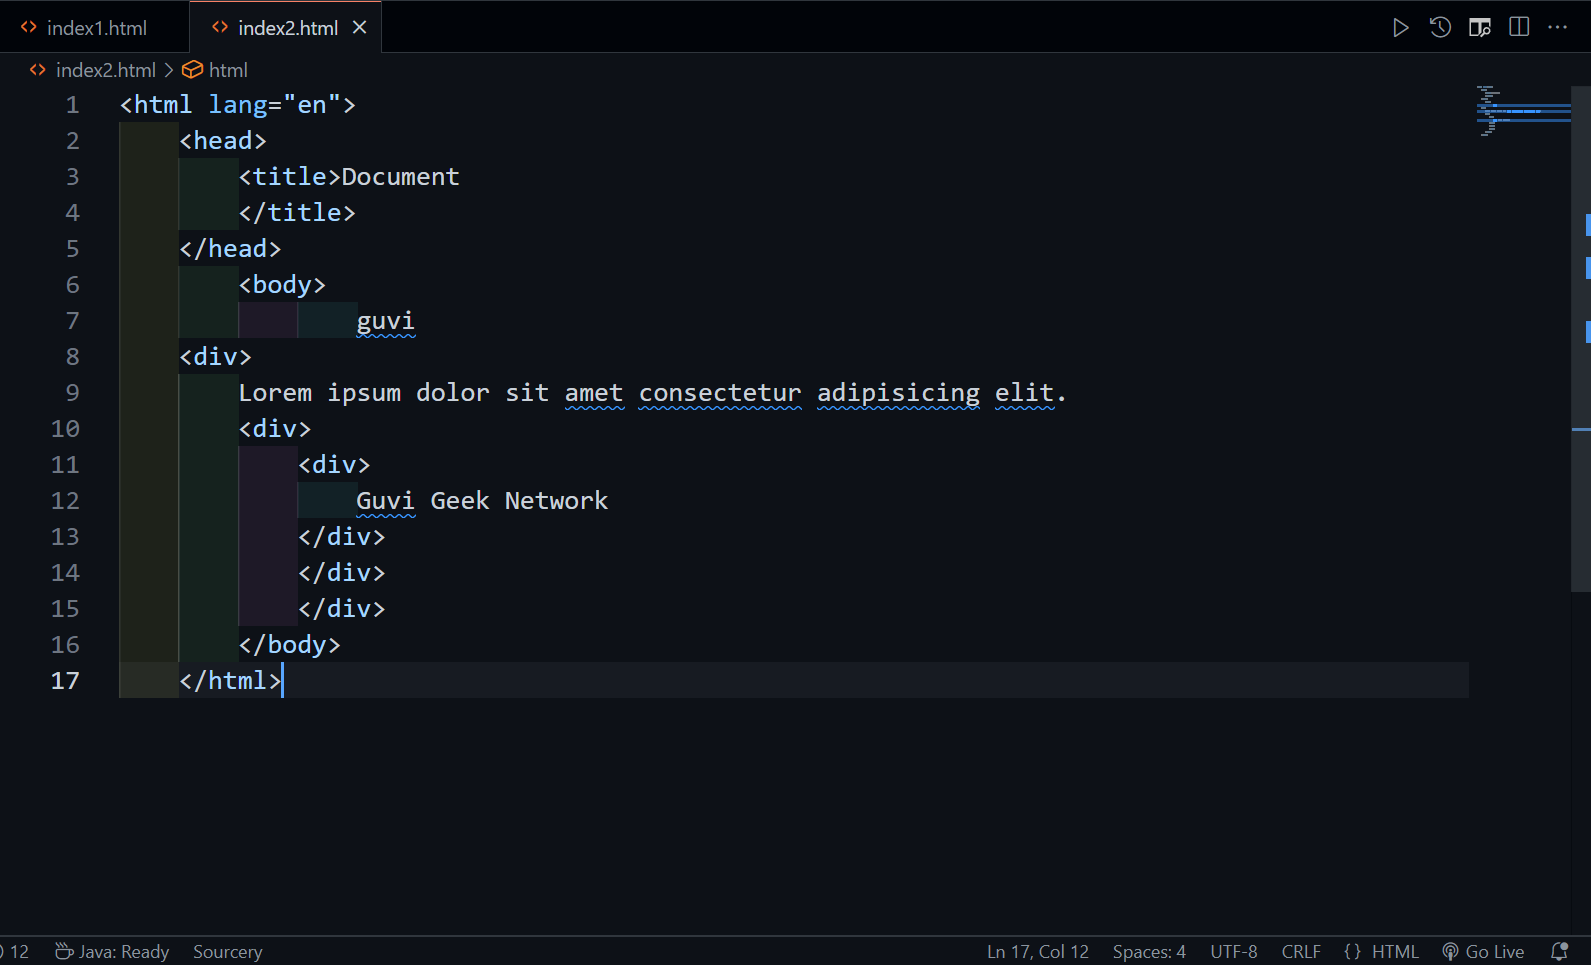 index1.html
index2.html
index2.html > html
1 <html lang="en">
2     <head>
3         <title>Document
4         </title>
5     </head>
6         <body>
7                 guvi
8     <div>
9         Lorem ipsum dolor sit amet consectetur adipisicing elit.
10         <div>
11             <div>
12                 Guvi Geek Network
13             </div>
14             </div>
15             </div>
16         </body>
17     </html>
12 Java: Ready Sourcery Ln 17, Col 12 Spaces: 4 UTF-8 CRLF {} HTML Go Live